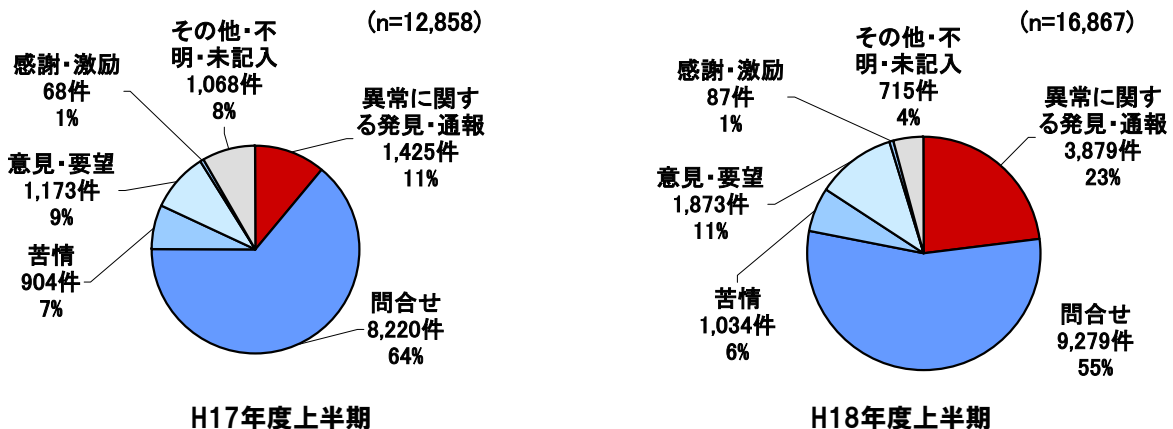 (n=12,858)
その他・不
明・未記入
1,068件
8%
感謝・激励
68件
1%
異常に関す
る発見・通報
1,425件
11%
意見・要望
1,173件
9%
苦情
904件
7%
問合せ
8,220件
64%
H17年度上半期
(n=16,867)
その他・不
明・未記入
715件
4%
感謝・激励
87件
1%
異常に関す
る発見・通報
3,879件
23%
意見・要望
1,873件
11%
苦情
1,034件
6%
問合せ
9,279件
55%
H18年度上半期